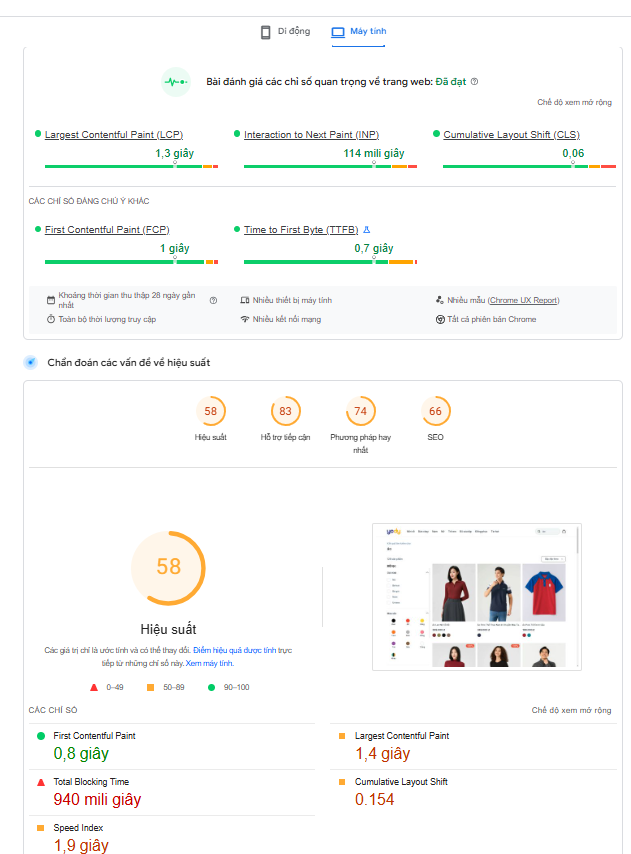 Di động
Máy tính
Bài đánh giá các chỉ số quan trọng về trang web: Đã đạt
Chế độ xem mở rộng
Largest Contentful Paint (LCP)
1,3 giây
Interaction to Next Paint (INP)
114 mili giây
Cumulative Layout Shift (CLS)
0,06
CÁC CHỈ SỐ ĐÁNG CHÚ Ý KHÁC
First Contentful Paint (FCP)
1 giây
Time to First Byte (TTFB)
0,7 giây
Khoảng thời gian thu thập 28 ngày gần
nhất
Nhiều thiết bị máy tính
Nhiều mẫu (Chrome UX Report)
Toàn bộ thời lượng truy cập
Nhiều kết nối mạng
Tất cả phiên bản Chrome
Chẩn đoán các vấn đề về hiệu suất
58
Hiệu suất
83
Hỗ trợ tiếp cận
74
Phương pháp hay
nhất
66
SEO
58
Hiệu suất
Các giá trị chỉ là ước tính và có thể thay đổi. Điểm hiệu quả được tính trực
tiếp từ những chỉ số này. Xem máy tính.
0–49
50–89
90–100
CÁC CHỈ SỐ
Chế độ xem mở rộng
First Contentful Paint
0,8 giây
Largest Contentful Paint
1,4 giây
Total Blocking Time
940 mili giây
Cumulative Layout Shift
0.154
Speed Index
1,9 giây